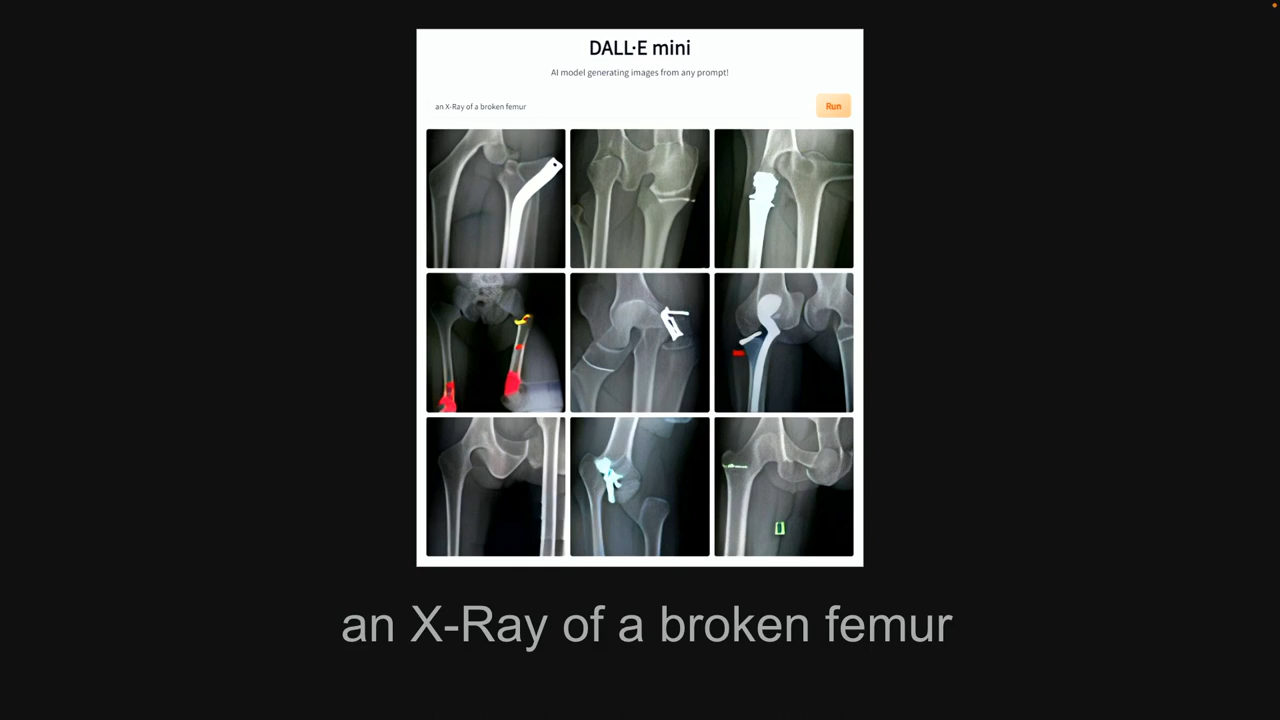 DALL·E mini
AI model generating images from any prompt!
an X-Ray of a broken femur
Run
an X-Ray of a broken femur